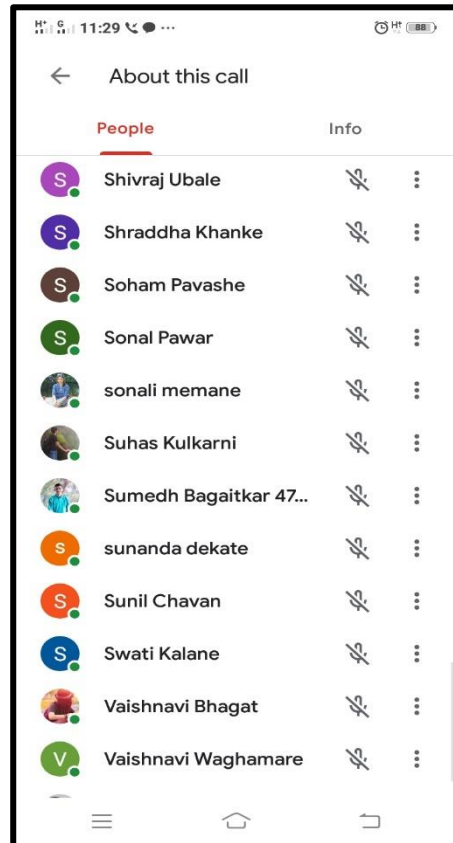 H+ G 11:29 ... H+ 88
About this call
People Info
S Shivraj Ubale
S Shraddha Khanke
S Soham Pavashe
S Sonal Pawar
sonali memane
Suhas Kulkarni
Sumedh Bagaitkar 47...
s sunanda dekate
S Sunil Chavan
S Swati Kalane
Vaishnavi Bhagat
V Vaishnavi Waghamare